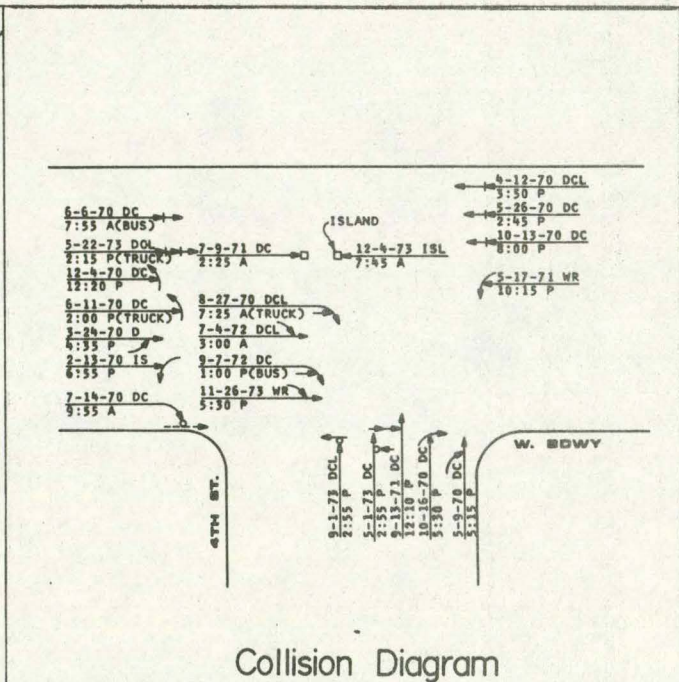 6-6-70 DC
7:55 A(BUS)
5-22-73 DCL
2:15 P(TRUCK)
12-4-70 DC
12:20 P
6-11-70 DC
2:00 P(TRUCK)
3-24-70 D
4:35 P
2-13-70 IS
6:55 P
7-14-70 DC
9:55 A
7-9-71 DC
2:25 A
8-27-70 DCL
7:25 A(TRUCK)
7-4-72 DCL
3:00 A
9-7-72 DC
1:00 P(BUS)
11-26-73 WR
5:30 P
ISLAND
12-4-73 ISL
7:45 A
4-12-70 DCL
3:50 P
5-26-70 DC
2:45 P
10-13-70 DC
8:00 P
5-17-71 WR
10:15 P
4TH ST.
9-1-73 DCL
2:55 P
5-1-73 DC
2:55 P
9-13-71 DC
12:10 P
10-16-70 DC
5:30 P
5-9-70 DC
5:15 P
W. BDWY
Collision Diagram